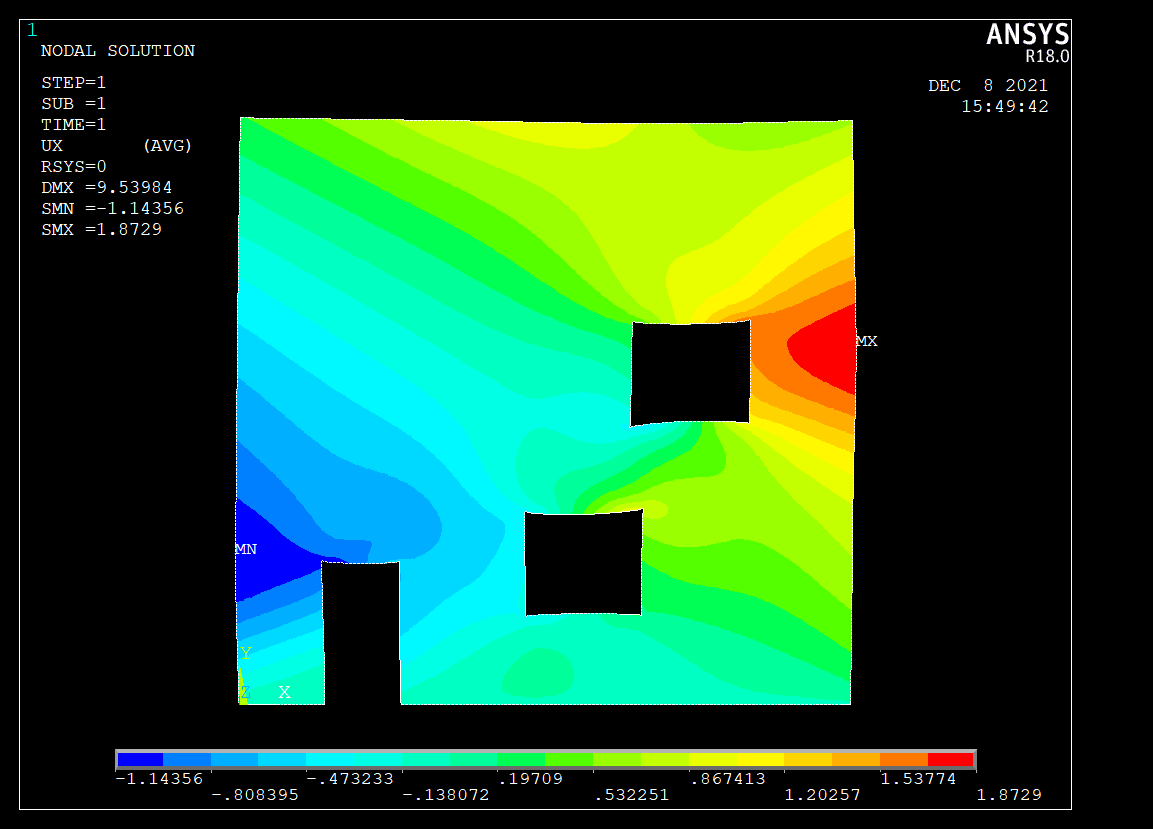 1
ANSYS
R18.0
NODAL SOLUTION
STEP=1
SUB =1
TIME=1
UX (AVG)
RSYS=0
DMX =9.53984
SMN =-1.14356
SMX =1.8729
DEC 8 2021
15:49:42
MX
MN
Y
Z X
-1.14356 -.473233 .19709 .867413 1.53774
-.808395 -.138072 .532251 1.20257 1.8729